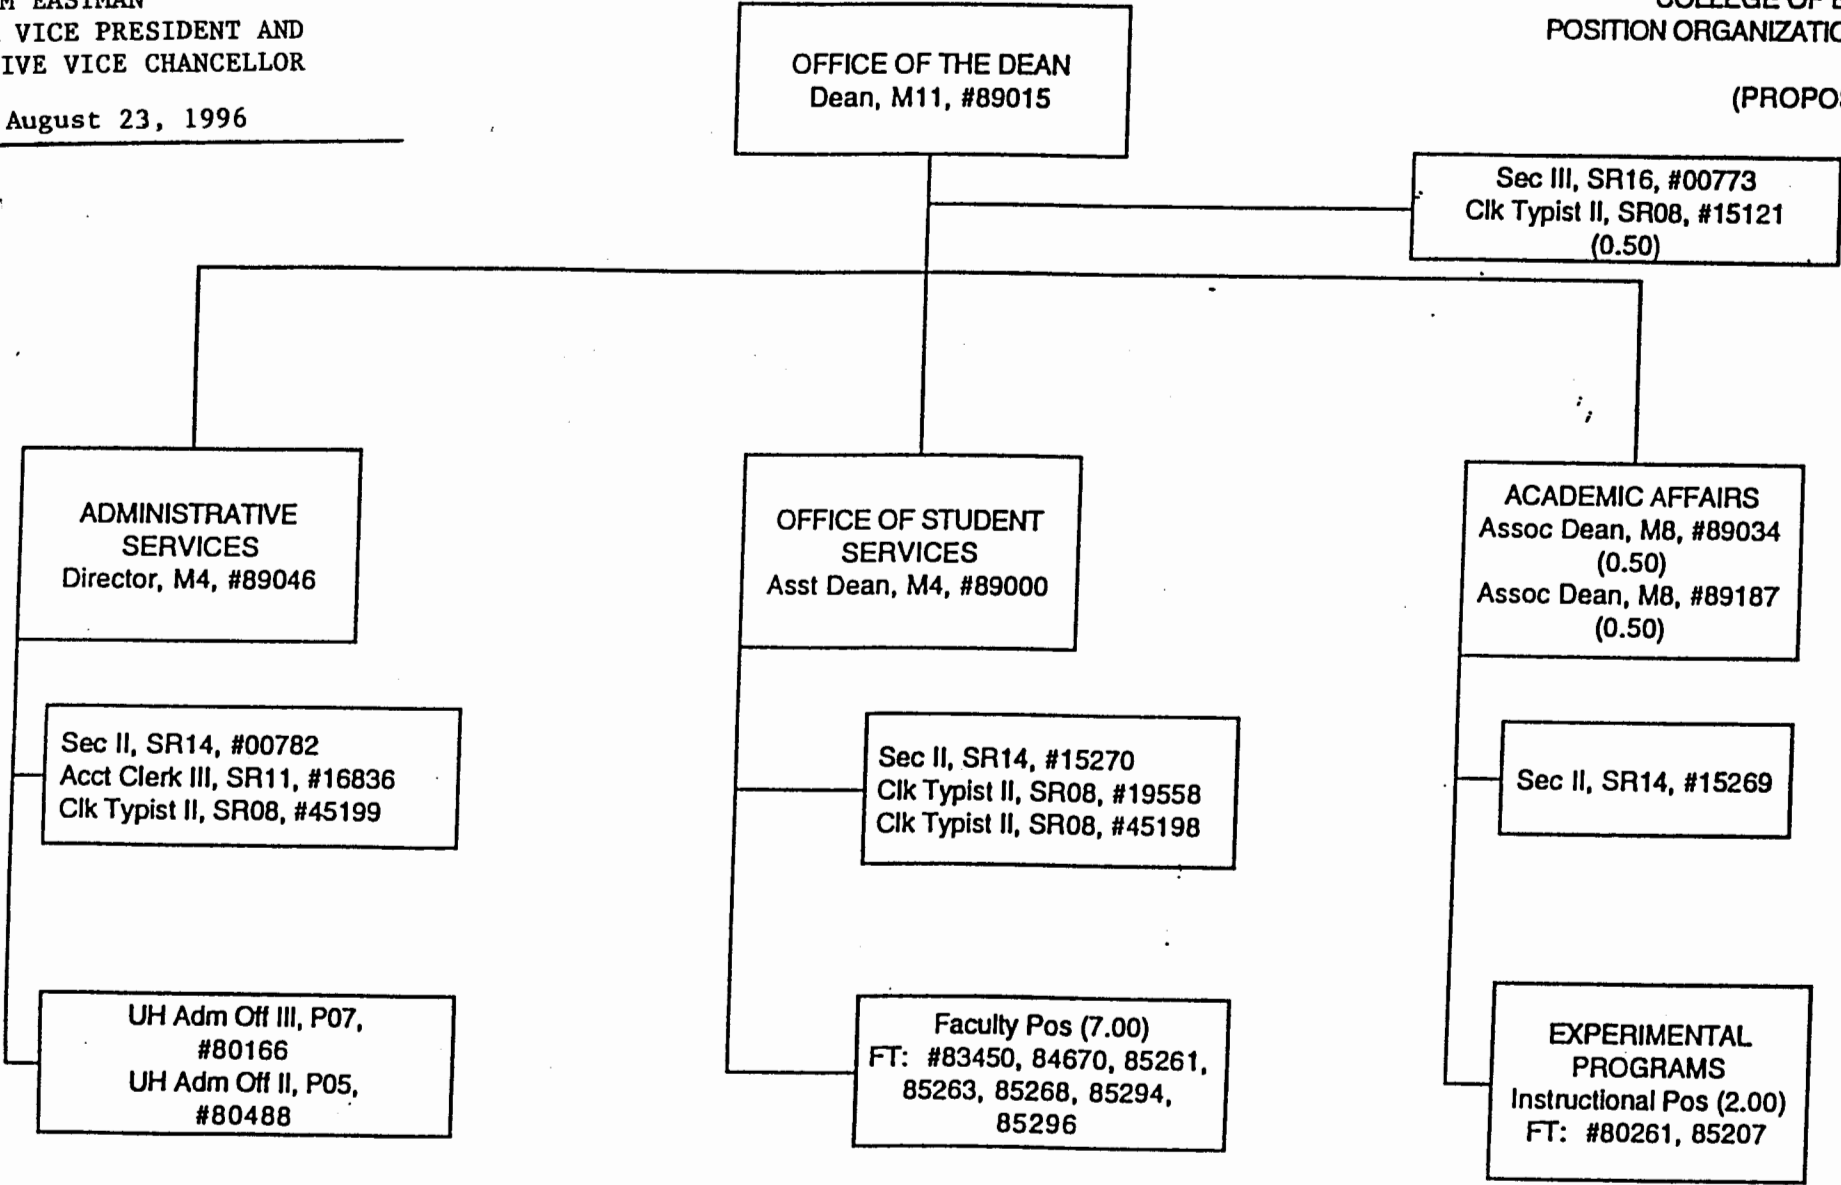 EASTMAN
VICE PRESIDENT AND
IVE VICE CHANCELLOR
August 23, 1996
COLLEGE OF
POSITION ORGANIZATIO
(PROPOS
OFFICE OF THE DEAN
Dean, M11, #89015
Sec III, SR16, #00773
Clk Typist II, SR08, #15121
(0.50)
ADMINISTRATIVE
SERVICES
Director, M4, #89046
OFFICE OF STUDENT
SERVICES
Asst Dean, M4, #89000
ACADEMIC AFFAIRS
Assoc Dean, M8, #89034
(0.50)
Assoc Dean, M8, #89187
(0.50)
Sec II, SR14, #00782
Acct Clerk III, SR11, #16836
Clk Typist II, SR08, #45199
Sec II, SR14, #15270
Clk Typist II, SR08, #19558
Clk Typist II, SR08, #45198
Sec II, SR14, #15269
UH Adm Off III, P07,
#80166
UH Adm Off II, P05,
#80488
Faculty Pos (7.00)
FT: #83450, 84670, 85261,
85263, 85268, 85294,
85296
EXPERIMENTAL
PROGRAMS
Instructional Pos (2.00)
FT: #80261, 85207